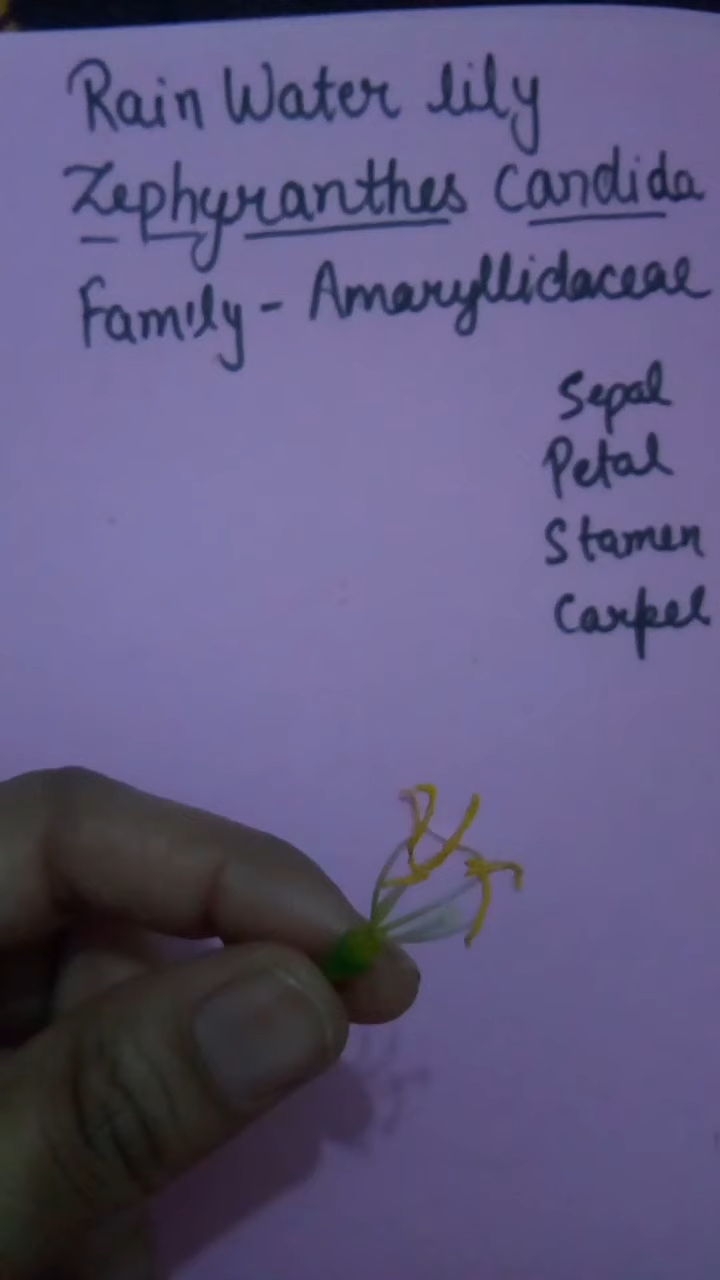 Rain Water lily
Zephyranthes Candida
Family - Amaryllidaceae
Sepal
Petal
Stamen
Carpel